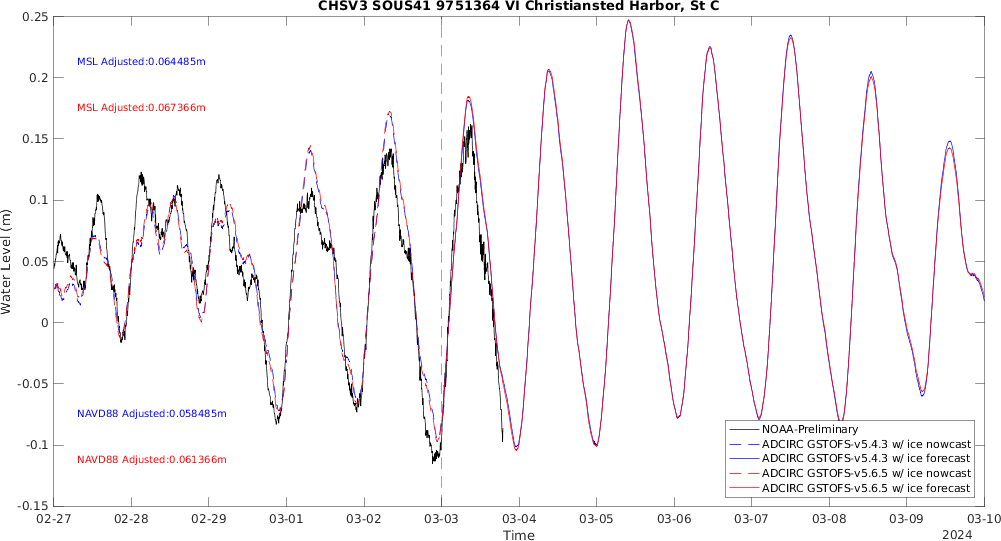 CHSV3 SOUS41 9751364 VI Christiansted Harbor, St C
0.25
0.2
0.15
0.1
0.05
0
-0.05
-0.1
-0.15
Water Level (m)
MSL Adjusted:0.064485m
MSL Adjusted:0.067366m
NAVD88 Adjusted:0.058485m
NAVD88 Adjusted:0.061366m
NOAA-Preliminary
ADCIRC GSTOFS-v5.4.3 w/ ice nowcast
ADCIRC GSTOFS-v5.4.3 w/ ice forecast
ADCIRC GSTOFS-v5.6.5 w/ ice nowcast
ADCIRC GSTOFS-v5.6.5 w/ ice forecast
02-27 02-28 02-29 03-01 03-02 03-03 03-04 03-05 03-06 03-07 03-08 03-09 03-10
Time
2024